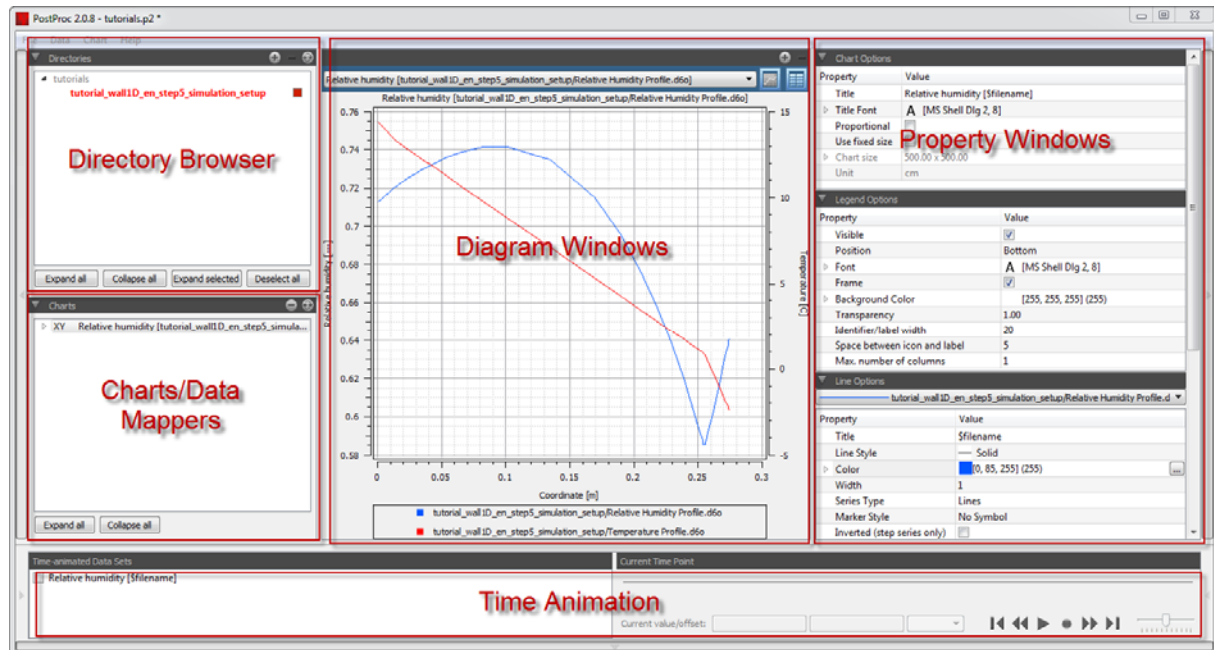 PostProc 2.0.8 - tutorials.p2 *
File Data Chart Help
Directories
tutorials
tutorial_wall1D_en_step5_simulation_setup
Directory Browser
Expand all Collapse all Expand selected Deselect all
Charts
XY Relative humidity [tutorial_wall1D_en_step5_simula...
Charts/Data
Mappers
Expand all Collapse all
Relative humidity [tutorial_wall1D_en_step5_simulation_setup/Relative Humidity Profile.d6o]
Relative humidity [tutorial_wall1D_en_step5_simulation_setup/Relative Humidity Profile.d6o]
0.76
0.74
0.72
0.7
0.68
0.66
0.64
0.62
0.6
0.58
Relative humidity [---]
15
10
5
0
-5
Temperature [C]
Diagram Windows
0 0.05 0.1 0.15 0.2 0.25 0.3
Coordinate [m]
tutorial_wall1D_en_step5_simulation_setup/Relative Humidity Profile.d6o
tutorial_wall1D_en_step5_simulation_setup/Temperature Profile.d6o
Chart Options
Property Value
Title Relative humidity [$filename]
Title Font A [MS Shell Dlg 2, 8]
Proportional
Use fixed size
Chart size 500.00 x 500.00
Unit cm
Property Windows
Legend Options
Property Value
Visible
Position Bottom
Font A [MS Shell Dlg 2, 8]
Frame
Background Color [255, 255, 255] (255)
Transparency 1.00
Identifier/label width 20
Space between icon and label 5
Max. number of columns 1
Line Options
tutorial_wall1D_en_step5_simulation_setup/Relative Humidity Profile.d
Property Value
Title $filename
Line Style Solid
Color [0, 85, 255] (255) ...
Width 1
Series Type Lines
Marker Style No Symbol
Inverted (step series only)
Time-animated Data Sets
Relative humidity [$filename]
Current Time Point
Time Animation
Current value/offset: